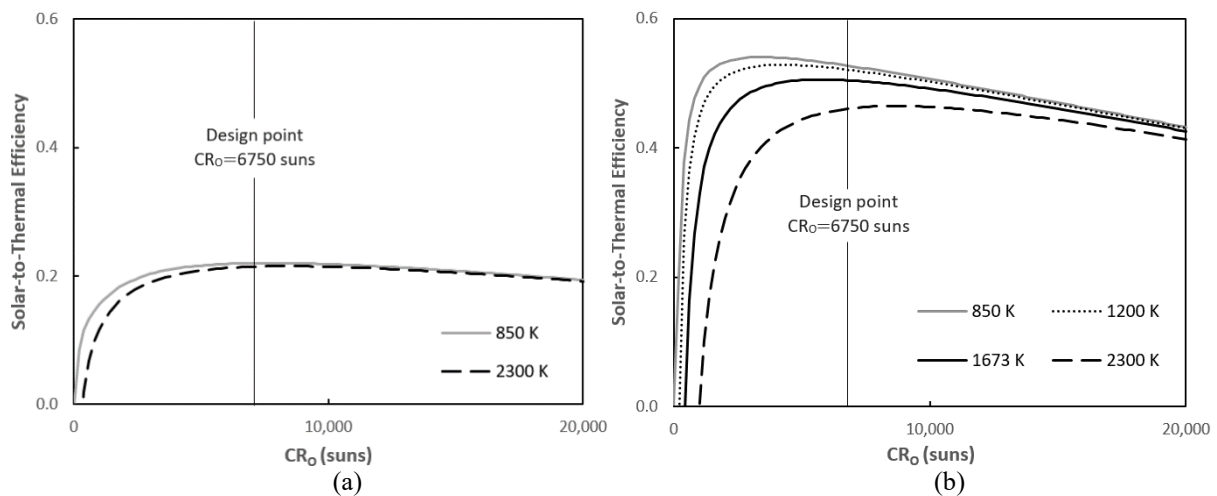 0.6
0.4
0.2
0.0
Solar-to-Thermal Efficiency
Design point
CRO=6750 suns
850 K
2300 K
0
10,000
20,000
CRO (suns)
(a)
0.6
0.4
0.2
0.0
Solar-to-Thermal Efficiency
Design point
CRO=6750 suns
850 K
1200 K
1673 K
2300 K
0
10,000
20,000
CRO (suns)
(b)